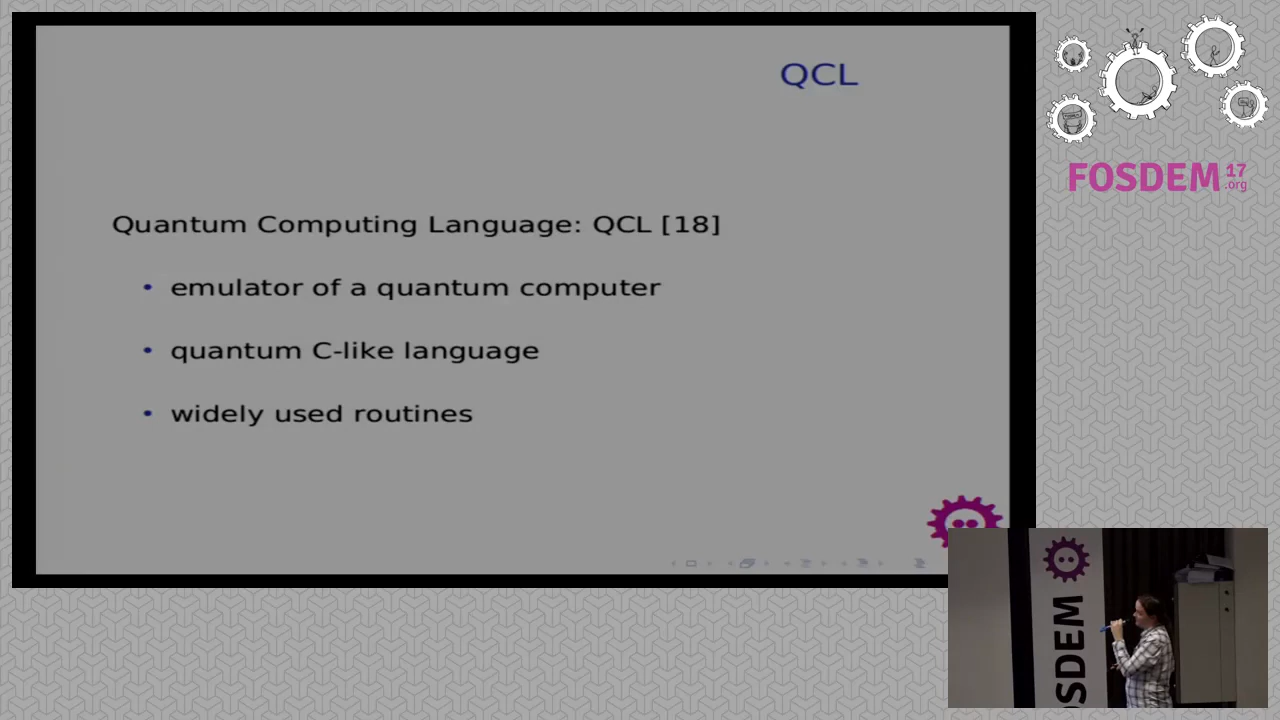 QCL
Quantum Computing Language: QCL [18]
• emulator of a quantum computer
• quantum C-like language
• widely used routines
FOSDEM 17
.org
FOSDEM